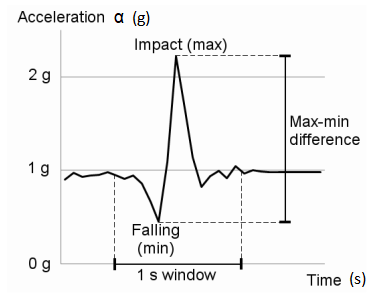 Acceleration α (g)
Impact (max)
2 g
Max-min
difference
1 g
Falling
(min)
0 g
1 s window
Time (s)